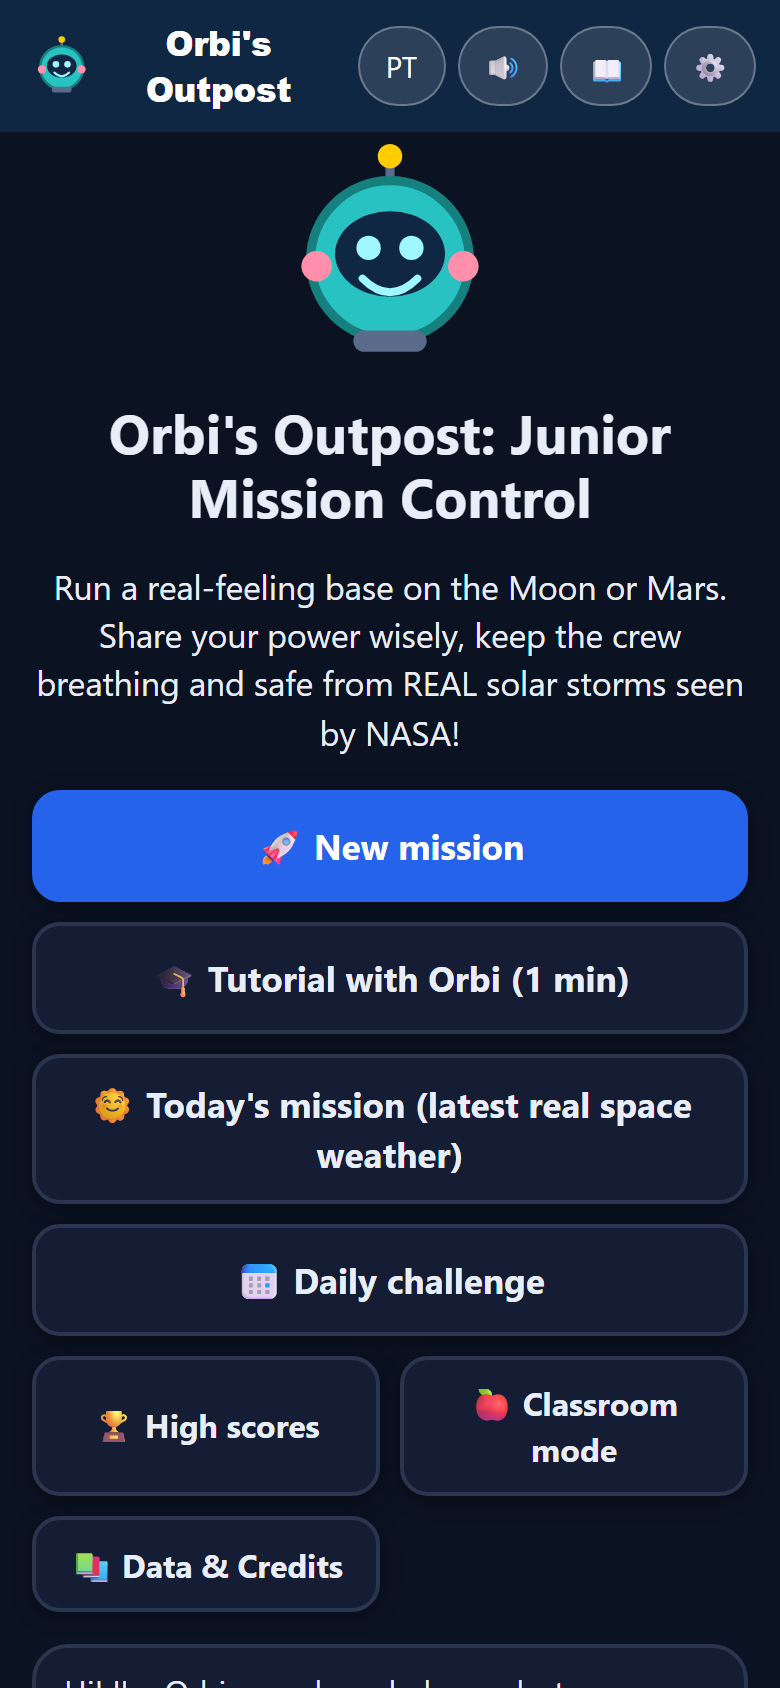 Orbi's
Outpost
PT
Orbi's Outpost: Junior
Mission Control
Run a real-feeling base on the Moon or Mars.
Share your power wisely, keep the crew
breathing and safe from REAL solar storms seen
by NASA!
New mission
Tutorial with Orbi (1 min)
Today's mission (latest real space
weather)
Daily challenge
High scores
Classroom
mode
Data & Credits